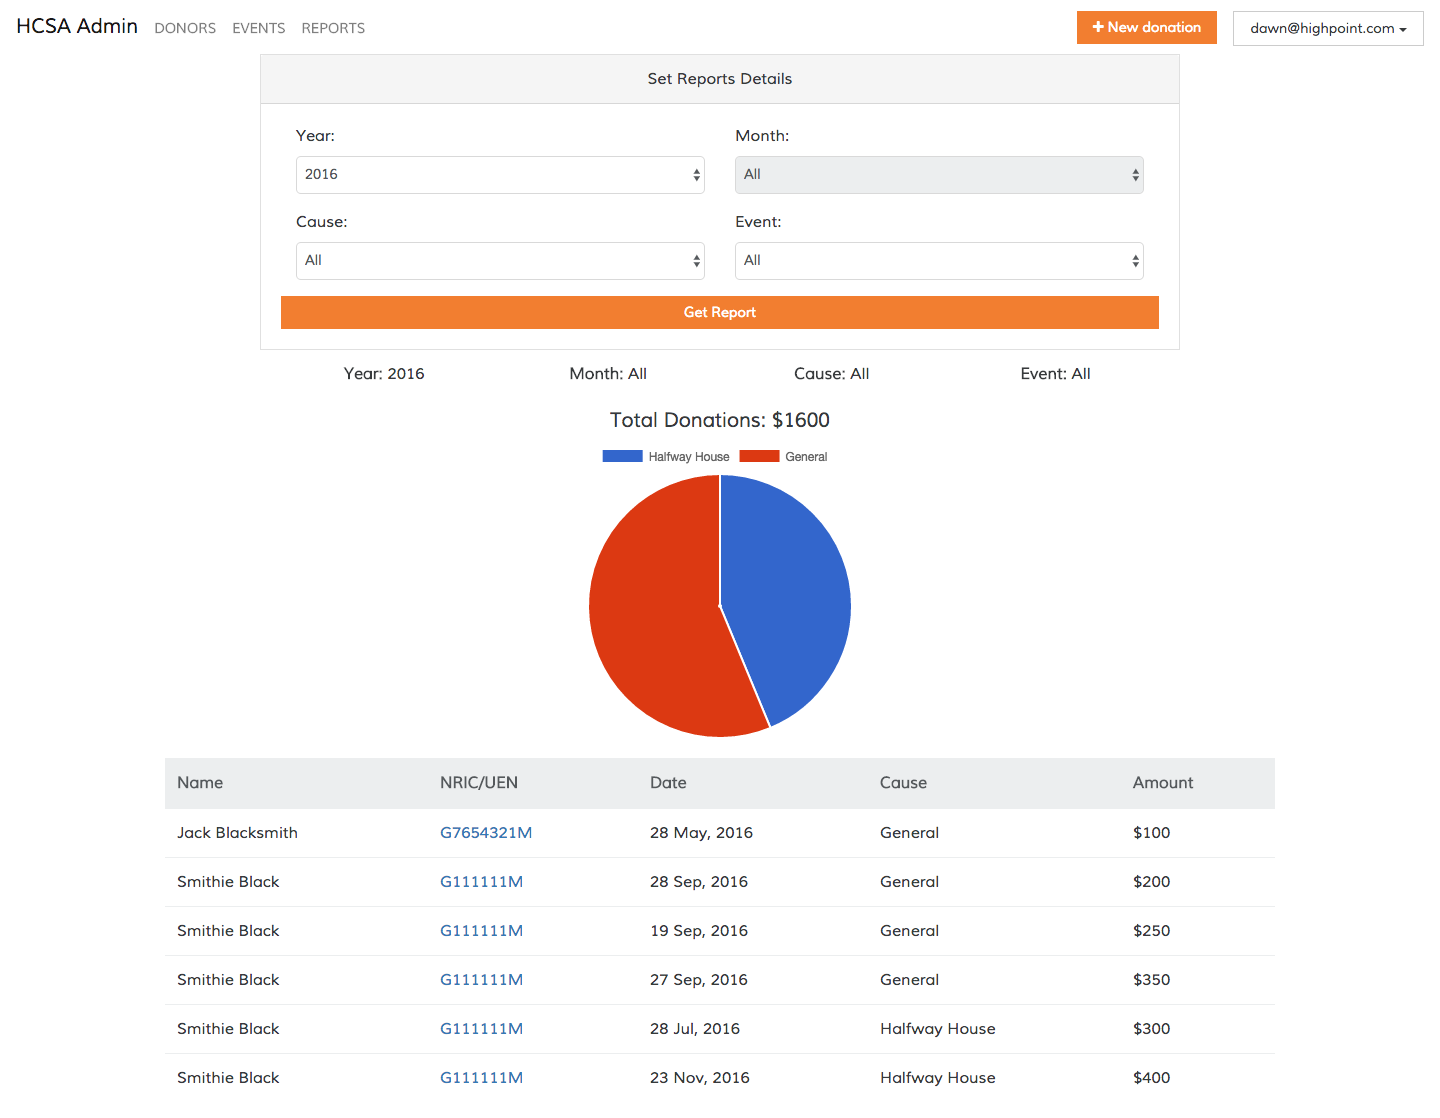 HCSA Admin DONORS EVENTS REPORTS + New donation dawn@highpoint.com
Set Reports Details
Year: Month:
2016 All
Cause: Event:
All All
Get Report
Year: 2016 Month: All Cause: All Event: All
Total Donations: $1600
Halfway House General
Name NRIC/UEN Date Cause Amount
Jack Blacksmith G7654321M 28 May, 2016 General $100
Smithie Black G111111M 28 Sep, 2016 General $200
Smithie Black G111111M 19 Sep, 2016 General $250
Smithie Black G111111M 27 Sep, 2016 General $350
Smithie Black G111111M 28 Jul, 2016 Halfway House $300
Smithie Black G111111M 23 Nov, 2016 Halfway House $400